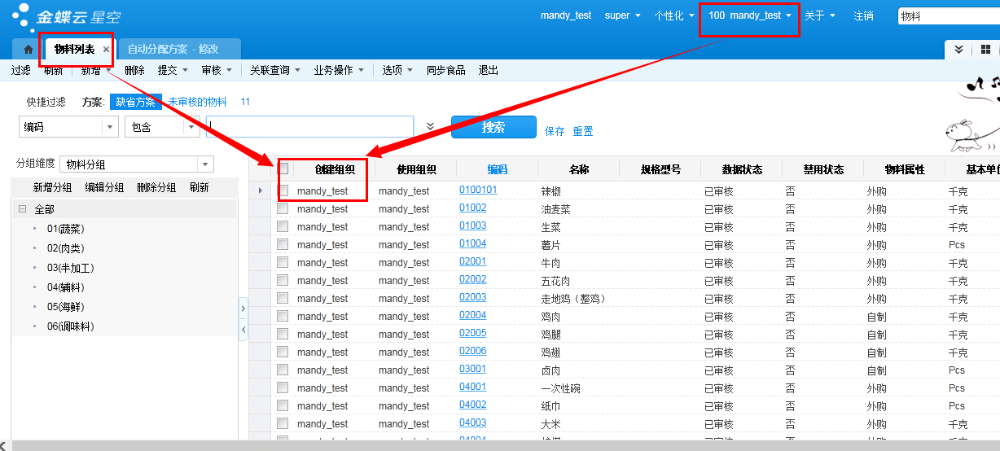 金蝶云 星空
mandy_test super 个性化 100 mandy_test 关于 注销 物料
物料列表 × 自动分配方案 - 修改
过滤 刷新 新增 删除 提交 审核 关联查询 业务操作 选项 同步食品 退出
快捷过滤 方案: 缺省方案 未审核的物料 11
编码 包含 搜索 保存 重置
分组维度 物料分组
新增分组 编辑分组 删除分组 刷新
全部
01(蔬菜)
02(肉类)
03(半加工)
04(辅料)
05(海鲜)
06(调味料)
创建组织 使用组织 编码 名称 规格型号 数据状态 禁用状态 物料属性 基本单位
mandy_test mandy_test 0100101 辣椒 已审核 否 外购 千克
mandy_test mandy_test 01002 油麦菜 已审核 否 外购 千克
mandy_test mandy_test 01003 生菜 已审核 否 外购 千克
mandy_test mandy_test 01004 薯片 已审核 否 外购 Pcs
mandy_test mandy_test 02001 牛肉 已审核 否 外购 千克
mandy_test mandy_test 02002 五花肉 已审核 否 外购 千克
mandy_test mandy_test 02003 走地鸡（整鸡） 已审核 否 外购 千克
mandy_test mandy_test 02004 鸡肉 已审核 否 自制 千克
mandy_test mandy_test 02005 鸡腿 已审核 否 自制 千克
mandy_test mandy_test 02006 鸡翅 已审核 否 自制 千克
mandy_test mandy_test 03001 卤肉 已审核 否 自制 Pcs
mandy_test mandy_test 04001 一次性碗 已审核 否 外购 Pcs
mandy_test mandy_test 04002 纸巾 已审核 否 外购 Pcs
mandy_test mandy_test 04003 大米 已审核 否 外购 千克